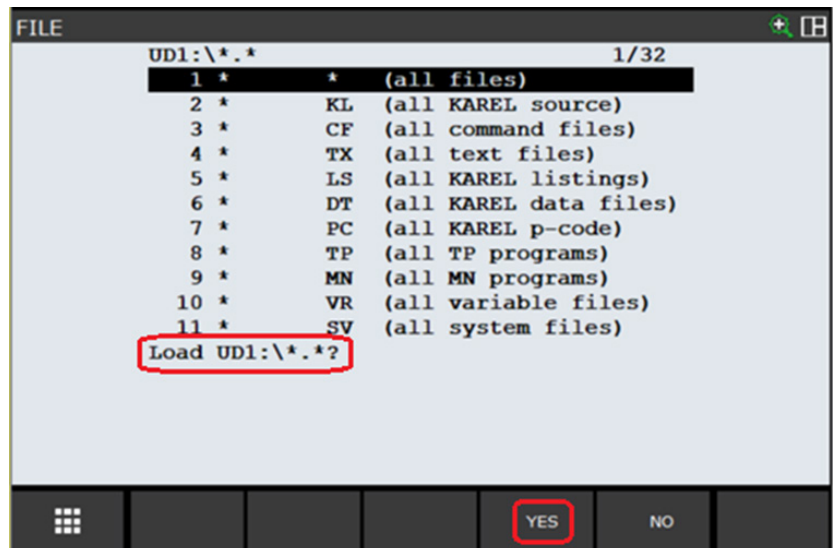 FILE
UD1:\*.* 1/32
1 * * (all files)
2 * KL (all KAREL source)
3 * CF (all command files)
4 * TX (all text files)
5 * LS (all KAREL listings)
6 * DT (all KAREL data files)
7 * PC (all KAREL p-code)
8 * TP (all TP programs)
9 * MN (all MN programs)
10 * VR (all variable files)
11 * SV (all system files)
Load UD1:\*.*?
YES NO